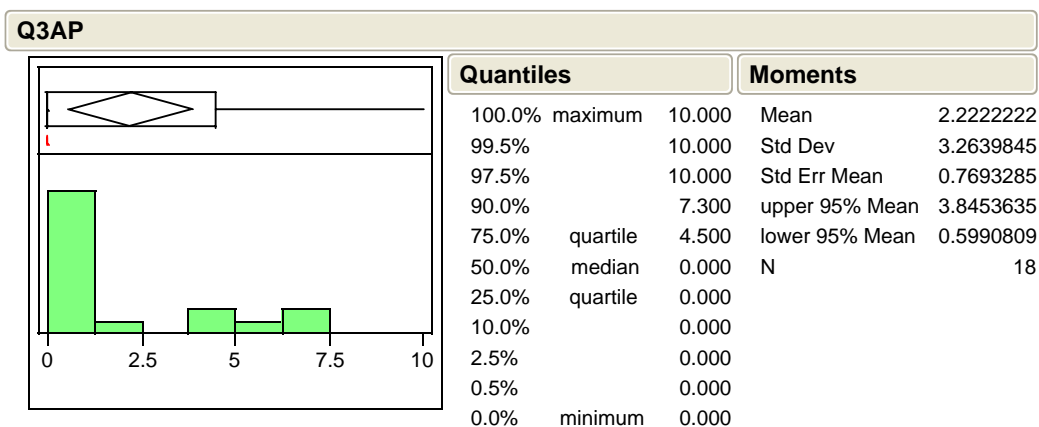 Q3AP
0 2.5 5 7.5 10
Quantiles
100.0% maximum 10.000
99.5% 10.000
97.5% 10.000
90.0% 7.300
75.0% quartile 4.500
50.0% median 0.000
25.0% quartile 0.000
10.0% 0.000
2.5% 0.000
0.5% 0.000
0.0% minimum 0.000
Moments
Mean 2.2222222
Std Dev 3.2639845
Std Err Mean 0.7693285
upper 95% Mean 3.8453635
lower 95% Mean 0.5990809
N 18